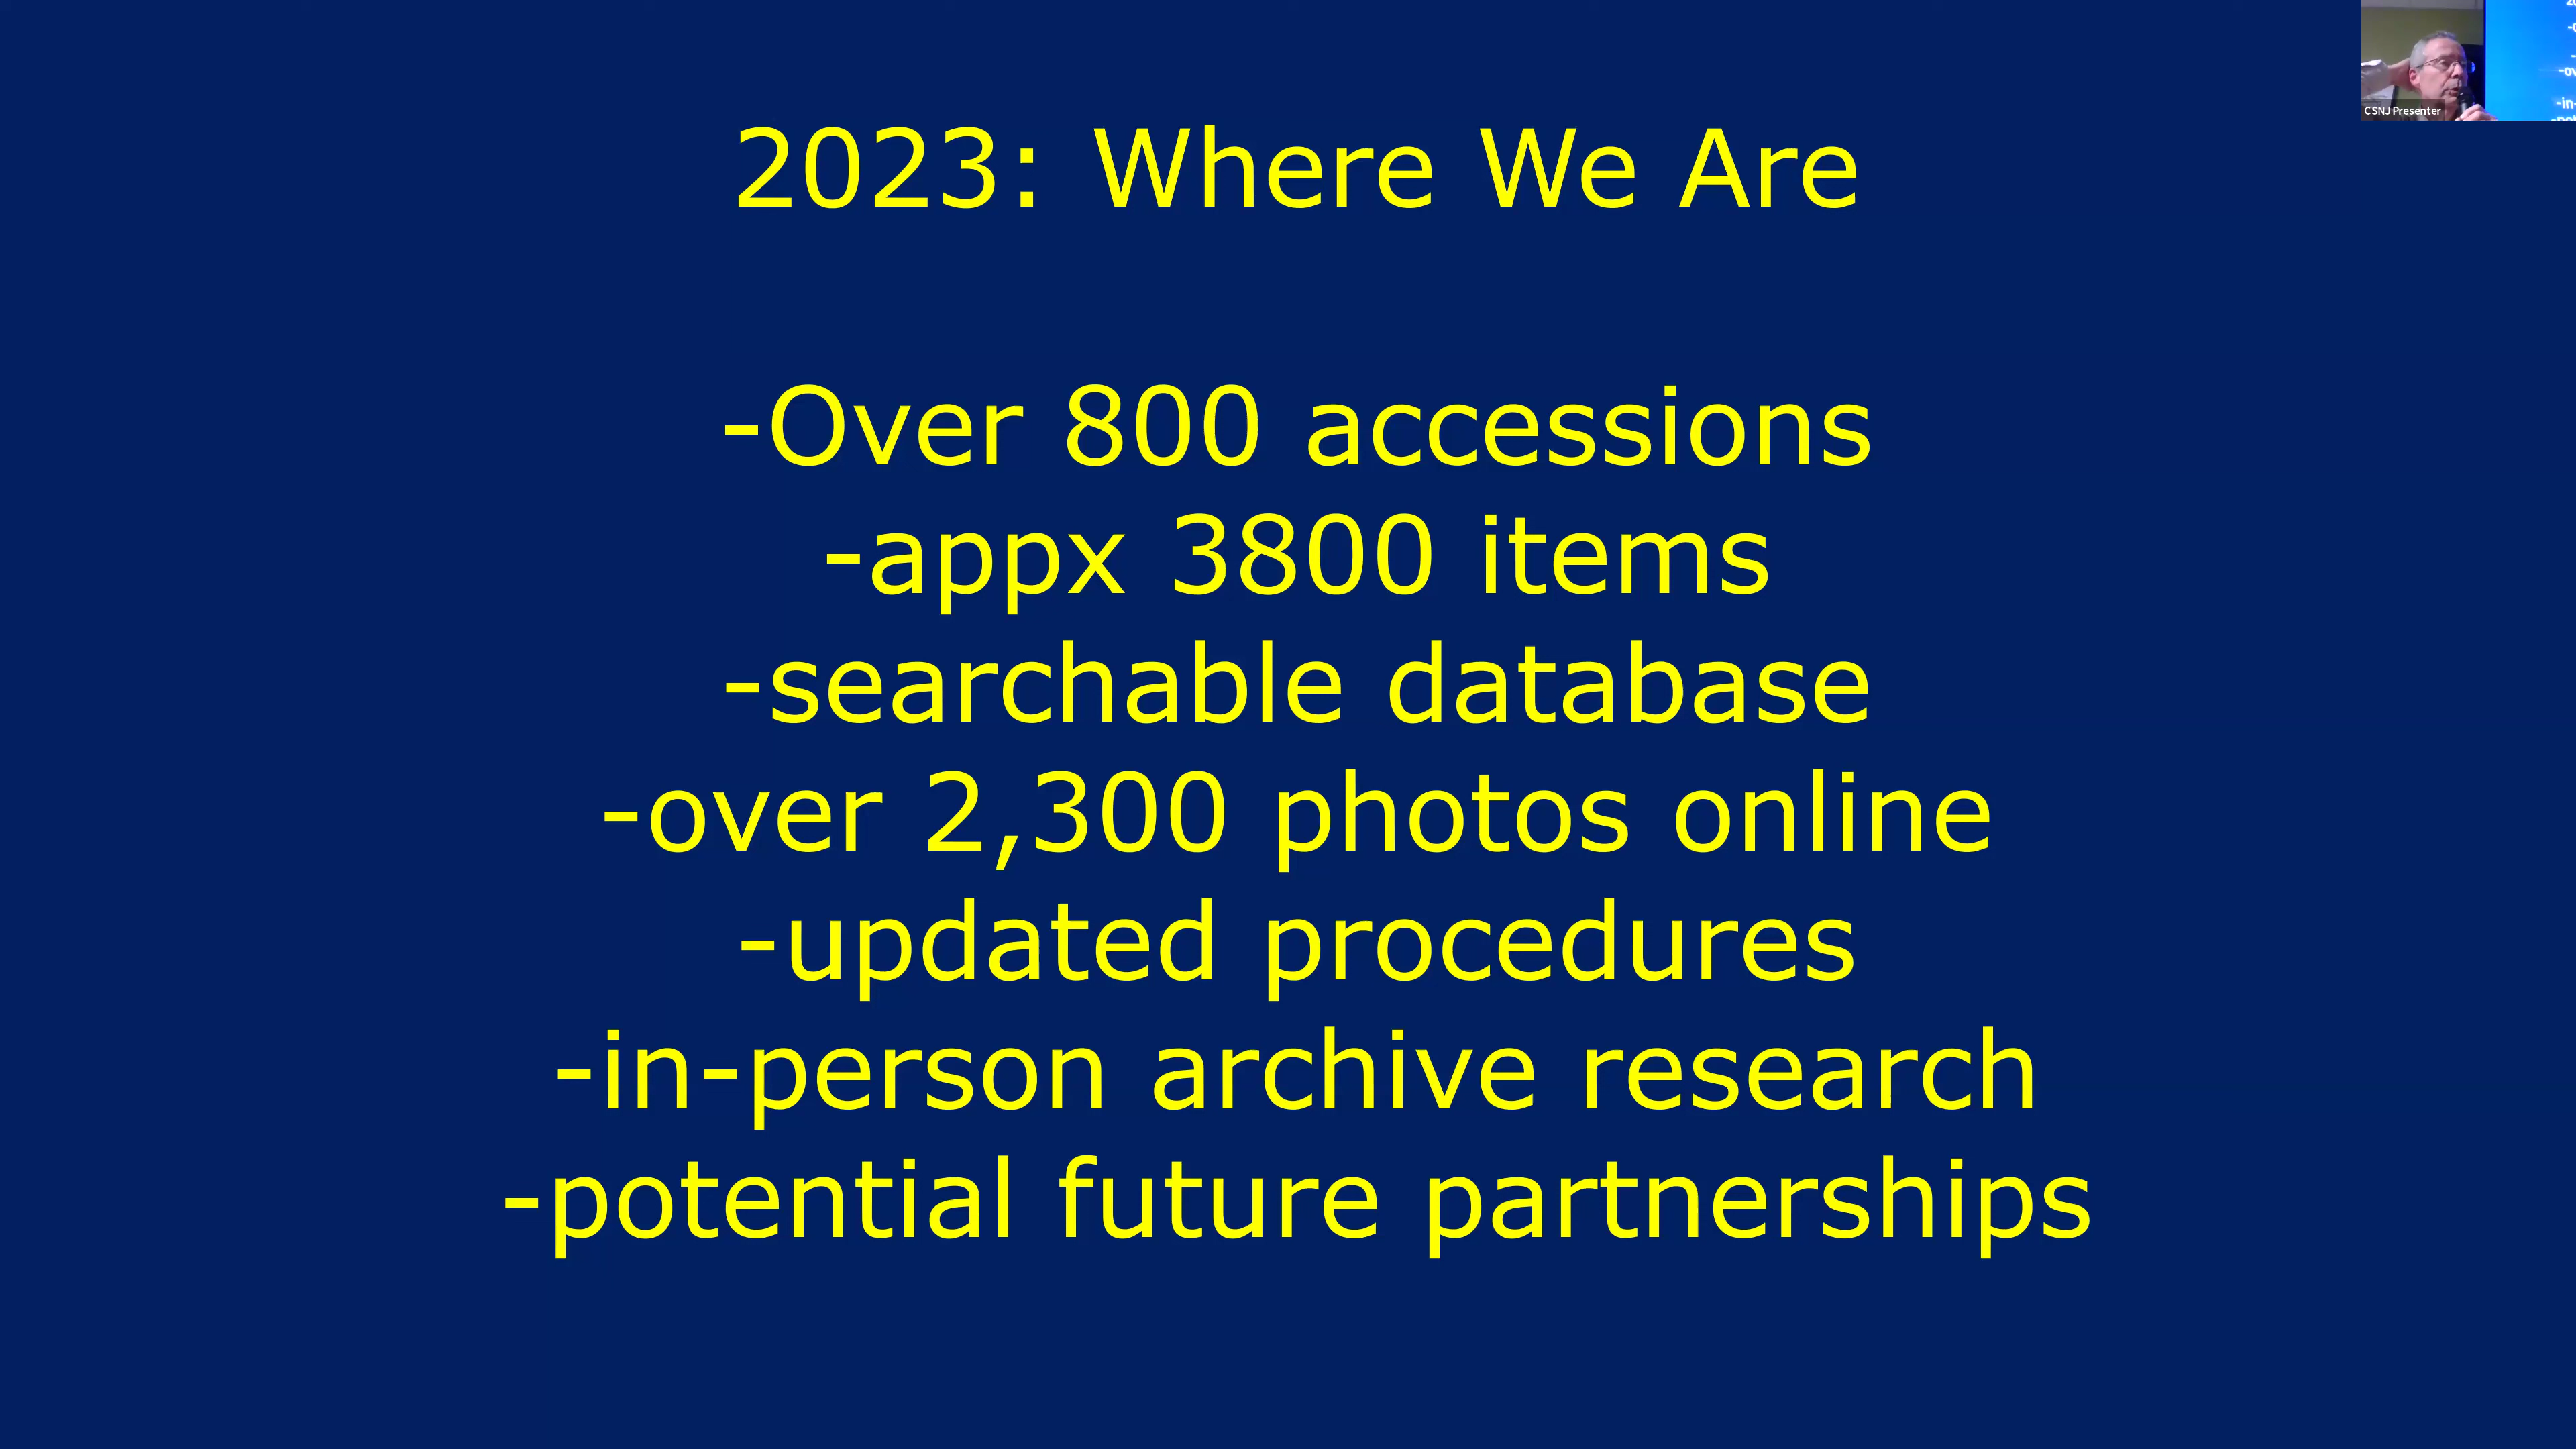 2023: Where We Are
-Over 800 accessions
-appx 3800 items
-searchable database
-over 2,300 photos online
-updated procedures
-in-person archive research
-potential future partnerships
CSNJ Presenter